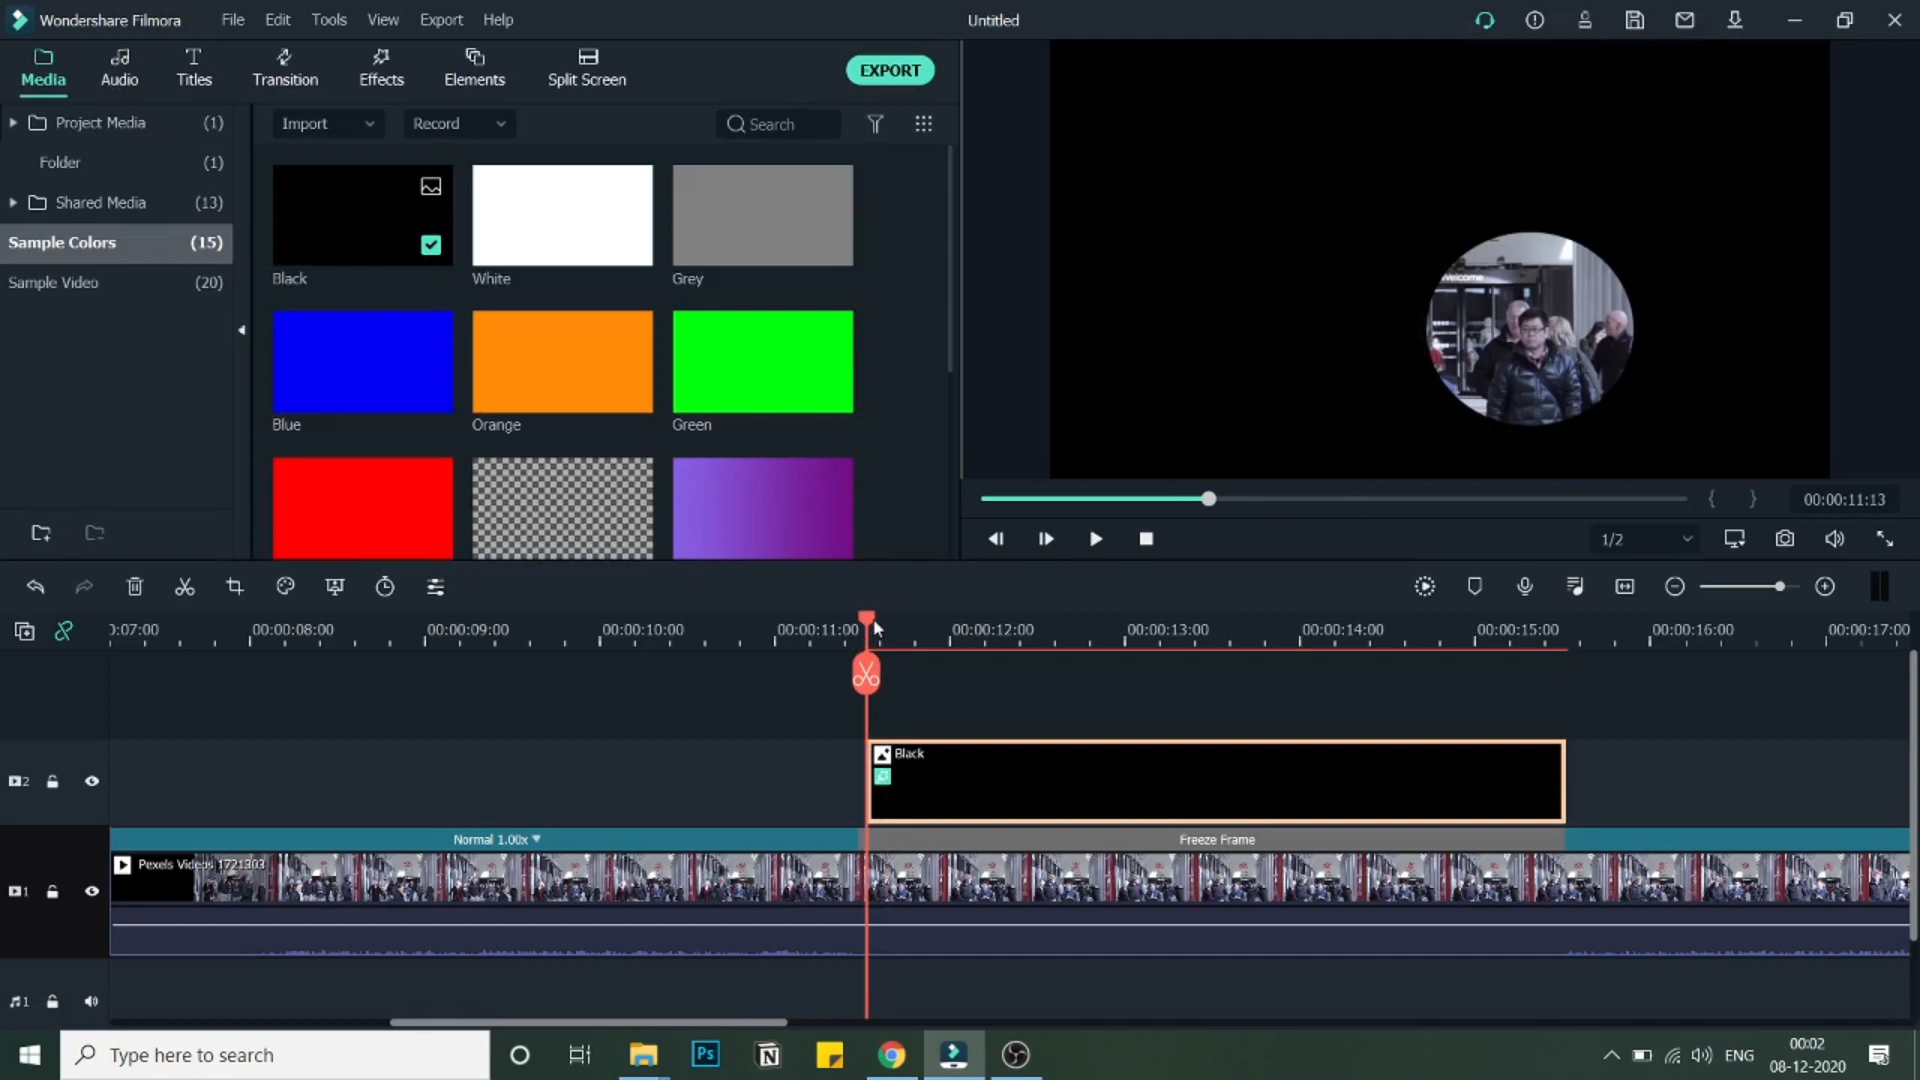 Wondershare Filmora File Edit Tools View Export Help Untitled
Media Audio Titles Transition Effects Elements Split Screen EXPORT
Project Media (1)
Folder (1)
Shared Media (13)
Sample Colors (15)
Sample Video (20)
Import Record Search
Black White Grey
Blue Orange Green
Welcome
00:00:11:13
1/2
0:07:00 00:00:08:00 00:00:09:00 00:00:10:00 00:00:11:00 00:00:12:00 00:00:13:00 00:00:14:00 00:00:15:00 00:00:16:00 00:00:17:00
2
Black
Normal 1.00x Freeze Frame
Pexels Videos 1721303
1
1
Type here to search
Ps
N
ENG
00:02
08-12-2020